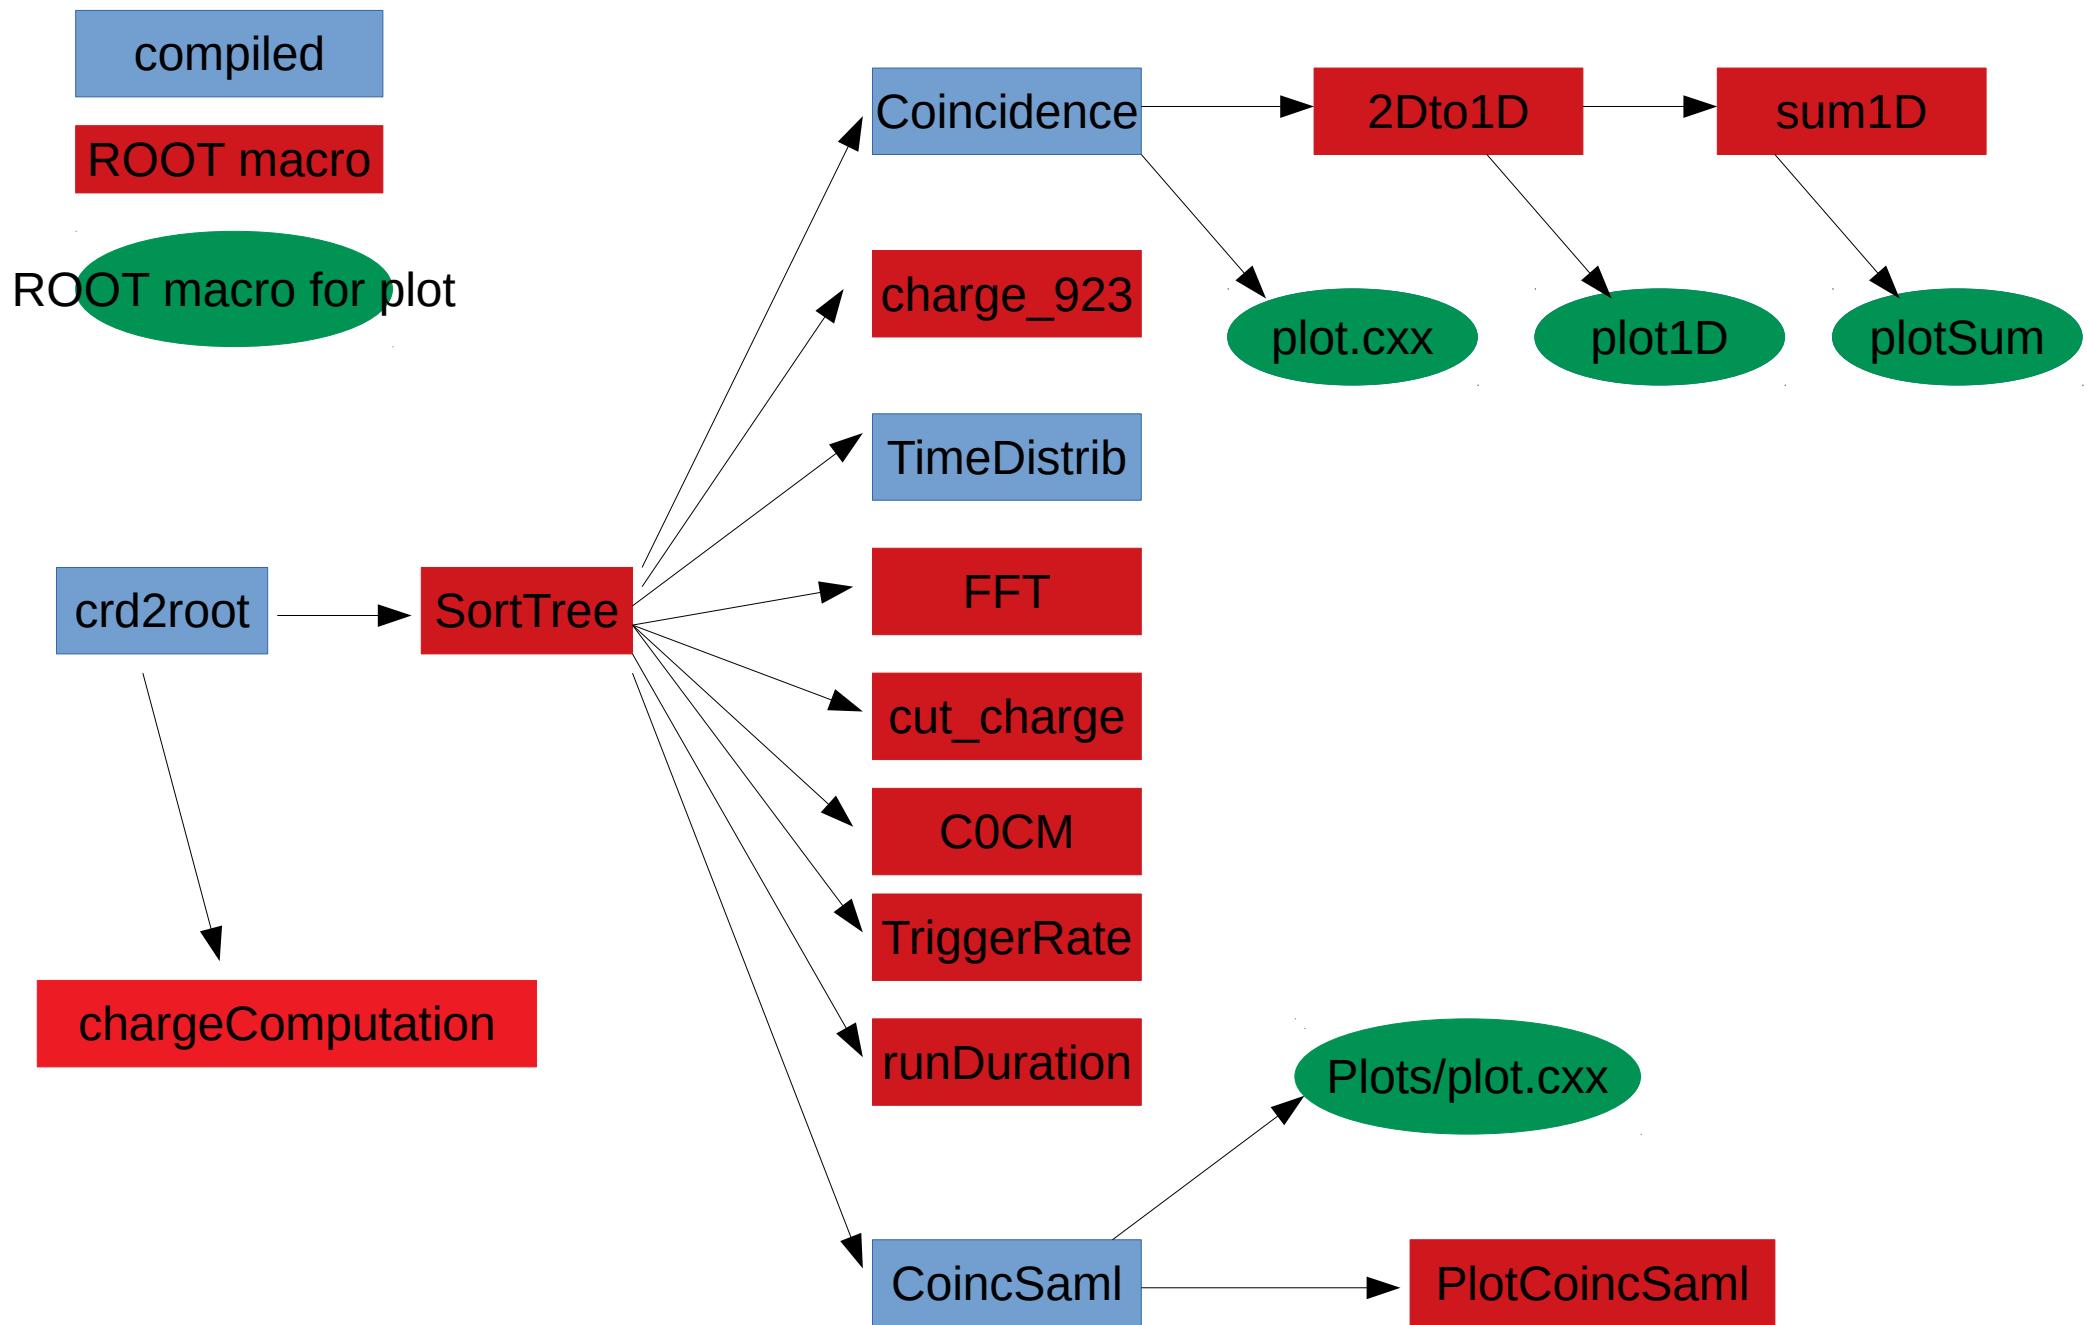 compiled
ROOT macro
ROOT macro for plot
Coincidence
2Dto1D
sum1D
charge_923
plot.cxx
plot1D
plotSum
TimeDistrib
crd2root
SortTree
FFT
cut_charge
C0CM
TriggerRate
chargeComputation
runDuration
Plots/plot.cxx
CoincSaml
PlotCoincSaml